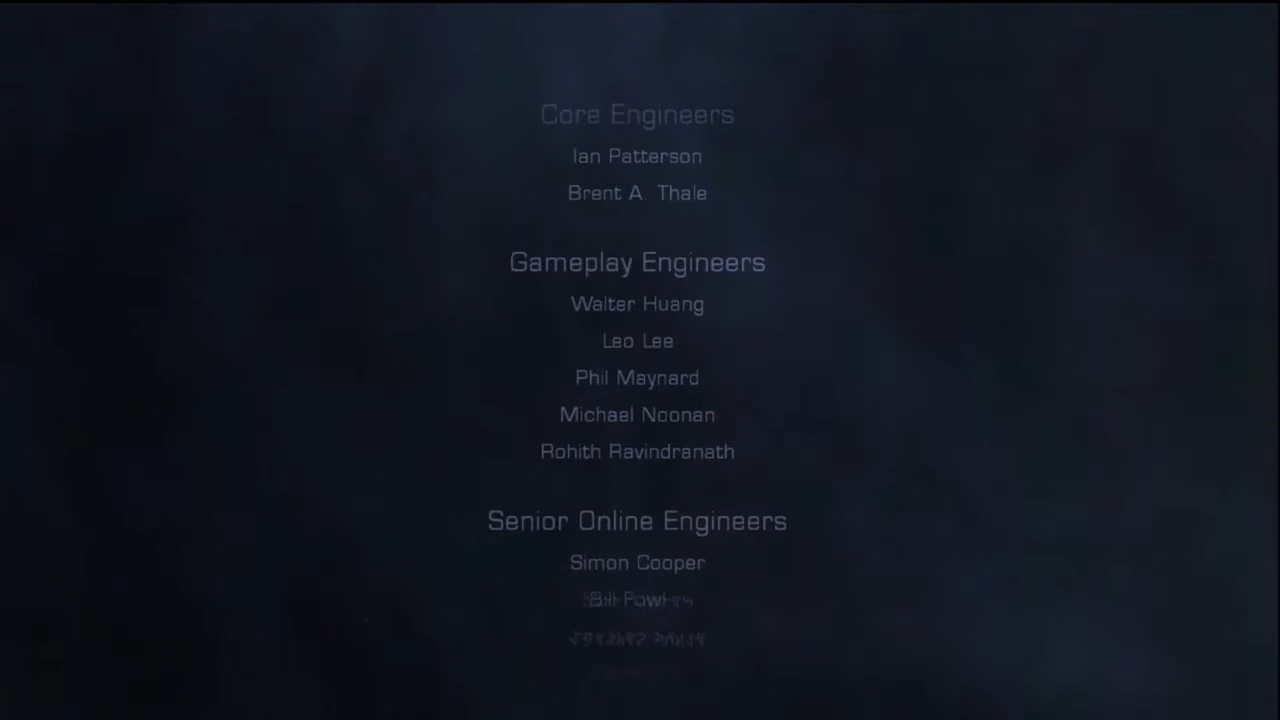 Core Engineers
Ian Patterson
Brent A. Thale
Gameplay Engineers
Walter Huang
Leo Lee
Phil Maynard
Michael Noonan
Rohith Ravindranath
Senior Online Engineers
Simon Cooper
Bill